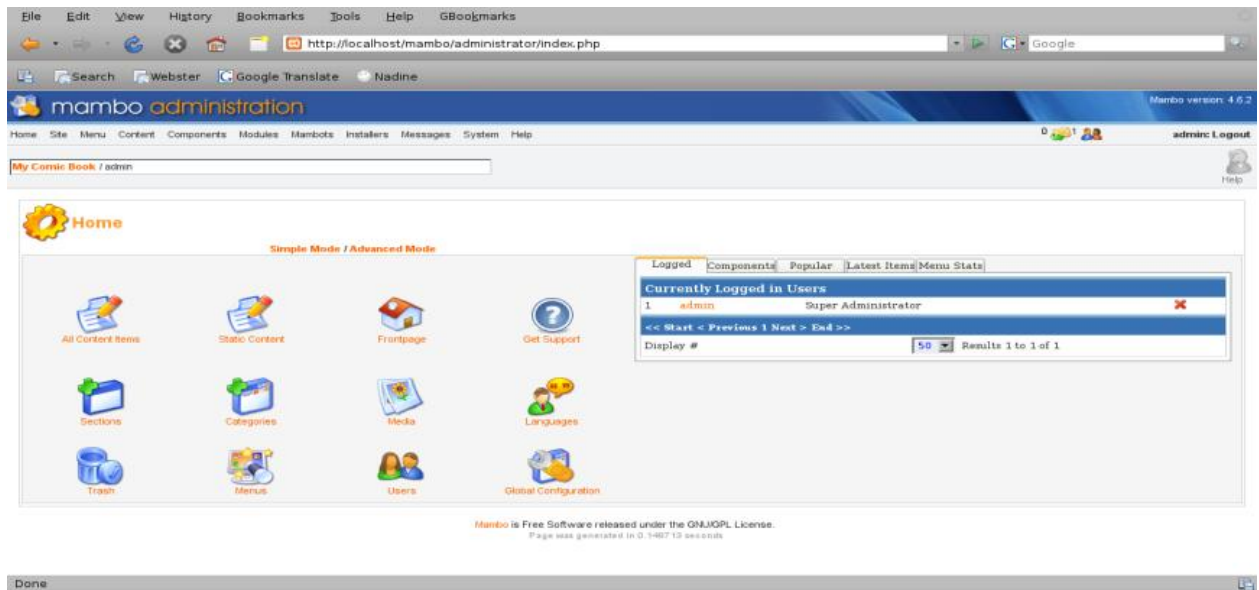 File Edit View History Bookmarks Tools Help GBookmarks
http://localhost/mambo/administrator/index.php
Google
Search Webster Google Translate Nadine
mambo administration
Mambo version: 4.6.2
Home Site Menu Content Components Modules Mambots Installers Messages System Help
0 1
admin: Logout
My Comic Book / admin
Help
Home
Simple Mode / Advanced Mode
Logged Components Popular Latest Items Menu Stats
Currently Logged in Users
1 admin Super Administrator
<< Start < Previous 1 Next > End >>
Display # 50 Results 1 to 1 of 1
All Content Items Static Content Frontpage Get Support
Sections Categories Media Languages
Trash Menus Users Global Configuration
Mambo is Free Software released under the GNU/GPL License.
Page was generated in seconds
Done